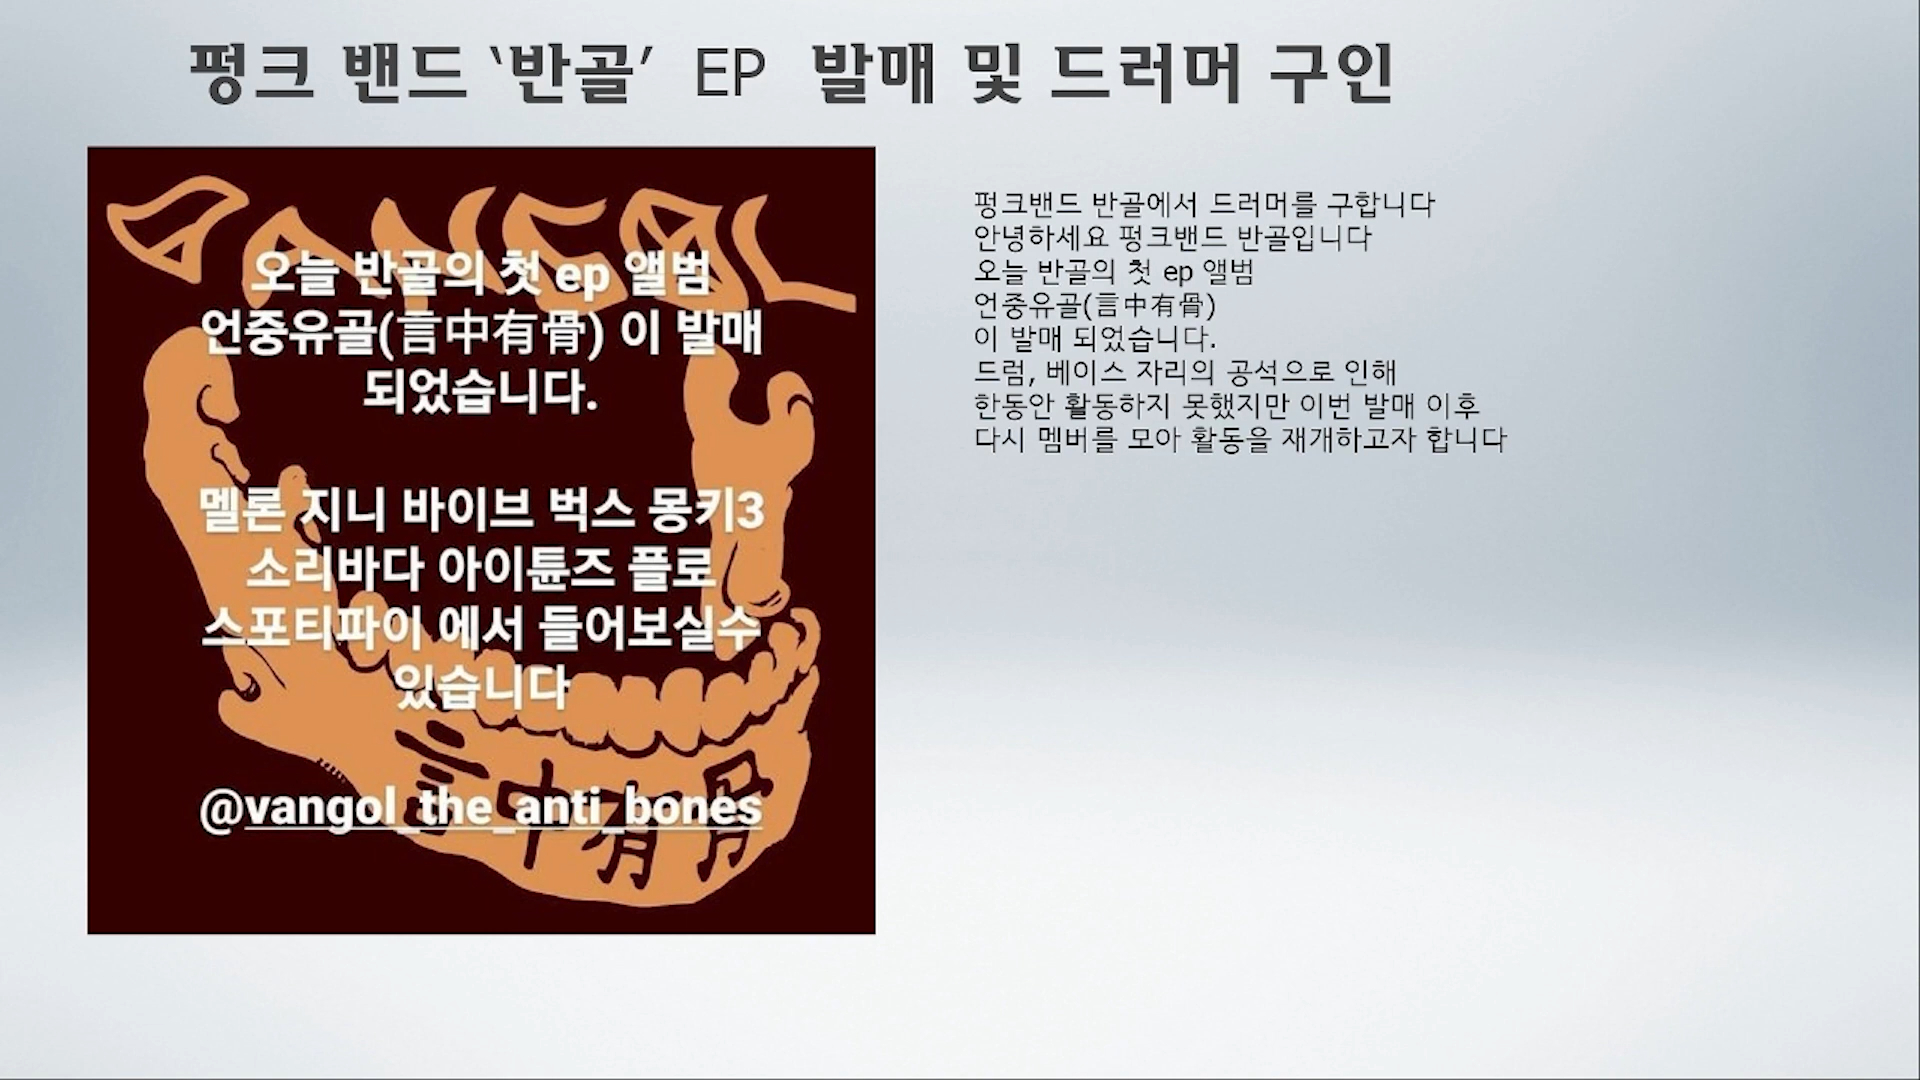 펑크 밴드 ‘반골’ EP 발매 및 드러머 구인
VANGOL
오늘 반골의 첫 ep 앨범
언중유골(言中有骨) 이 발매
되었습니다.
멜론 지니 바이브 벅스 몽키3
소리바다 아이튠즈 플로
스포티파이 에서 들어보실수
있습니다
@vangol_the_anti_bones
言中有骨
펑크밴드 반골에서 드러머를 구합니다
안녕하세요 펑크밴드 반골입니다
오늘 반골의 첫 ep 앨범
언중유골(言中有骨)
이 발매 되었습니다.
드럼, 베이스 자리의 공석으로 인해
한동안 활동하지 못했지만 이번 발매 이후
다시 멤버를 모아 활동을 재개하고자 합니다